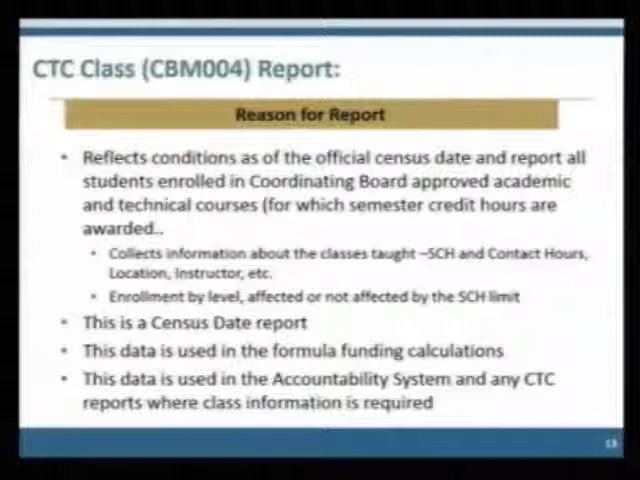 CTC Class (CBM004) Report:
Reason for Report
• Reflects conditions as of the official census date and report all
students enrolled in Coordinating Board approved academic
and technical courses (for which semester credit hours are
awarded..
• Collects information about the classes taught –SCH and Contact Hours,
Location, Instructor, etc.
• Enrollment by level, affected or not affected by the SCH limit
• This is a Census Date report
• This data is used in the formula funding calculations
• This data is used in the Accountability System and any CTC
reports where class information is required